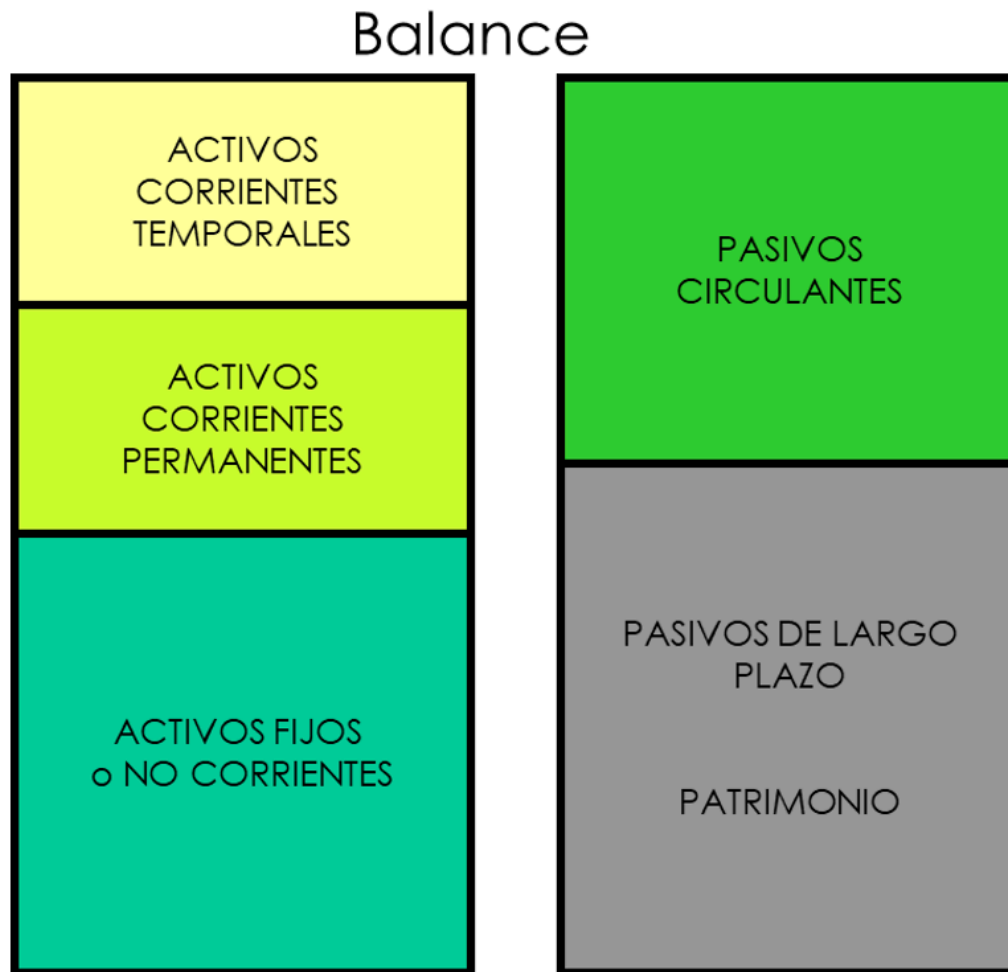 Balance
ACTIVOS
CORRIENTES
TEMPORALES
ACTIVOS
CORRIENTES
PERMANENTES
ACTIVOS FIJOS
o NO CORRIENTES
PASIVOS
CIRCULANTES
PASIVOS DE LARGO
PLAZO
PATRIMONIO